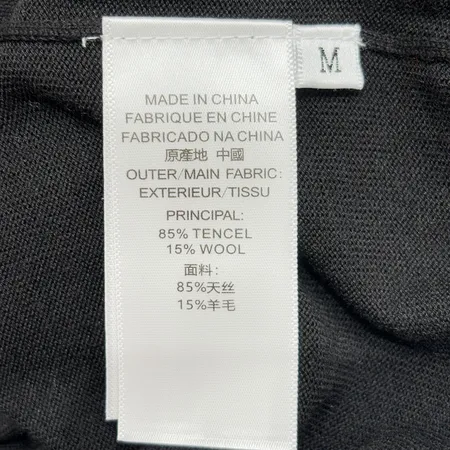 M
MADE IN CHINA
FABRIQUE EN CHINE
FABRICADO NA CHINA
原產地 中國
OUTER/MAIN FABRIC:
EXTERIEUR/TISSU
PRINCIPAL:
85% TENCEL
15% WOOL
面料:
85%天丝
15%羊毛